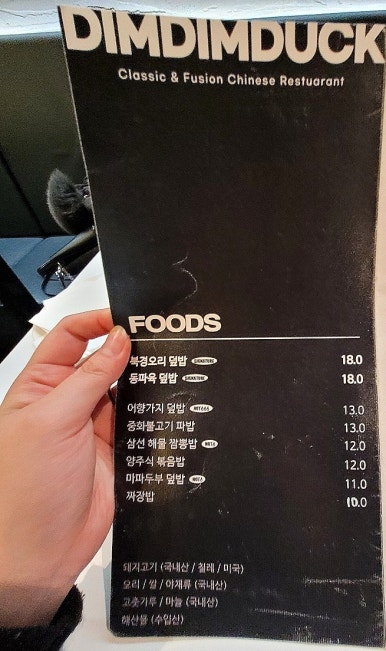 DIMDIMDUCK
Classic & Fusion Chinese Restuarant
FOODS
북경오리 덮밥 SIGNATURE 18.0
동파육 덮밥 SIGNATURE 18.0
어향가지 덮밥 13.0
중화불고기 파밥 13.0
삼선 해물 짬뽕밥 12.0
양주식 볶음밥 12.0
마파두부 덮밥 11.0
짜장밥 10.0
돼지고기 (국내산 / 칠레 / 미국)
오리 / 쌀 / 야채류 (국내산)
고춧가루 / 마늘 (국내산)
해산물 (수입산)